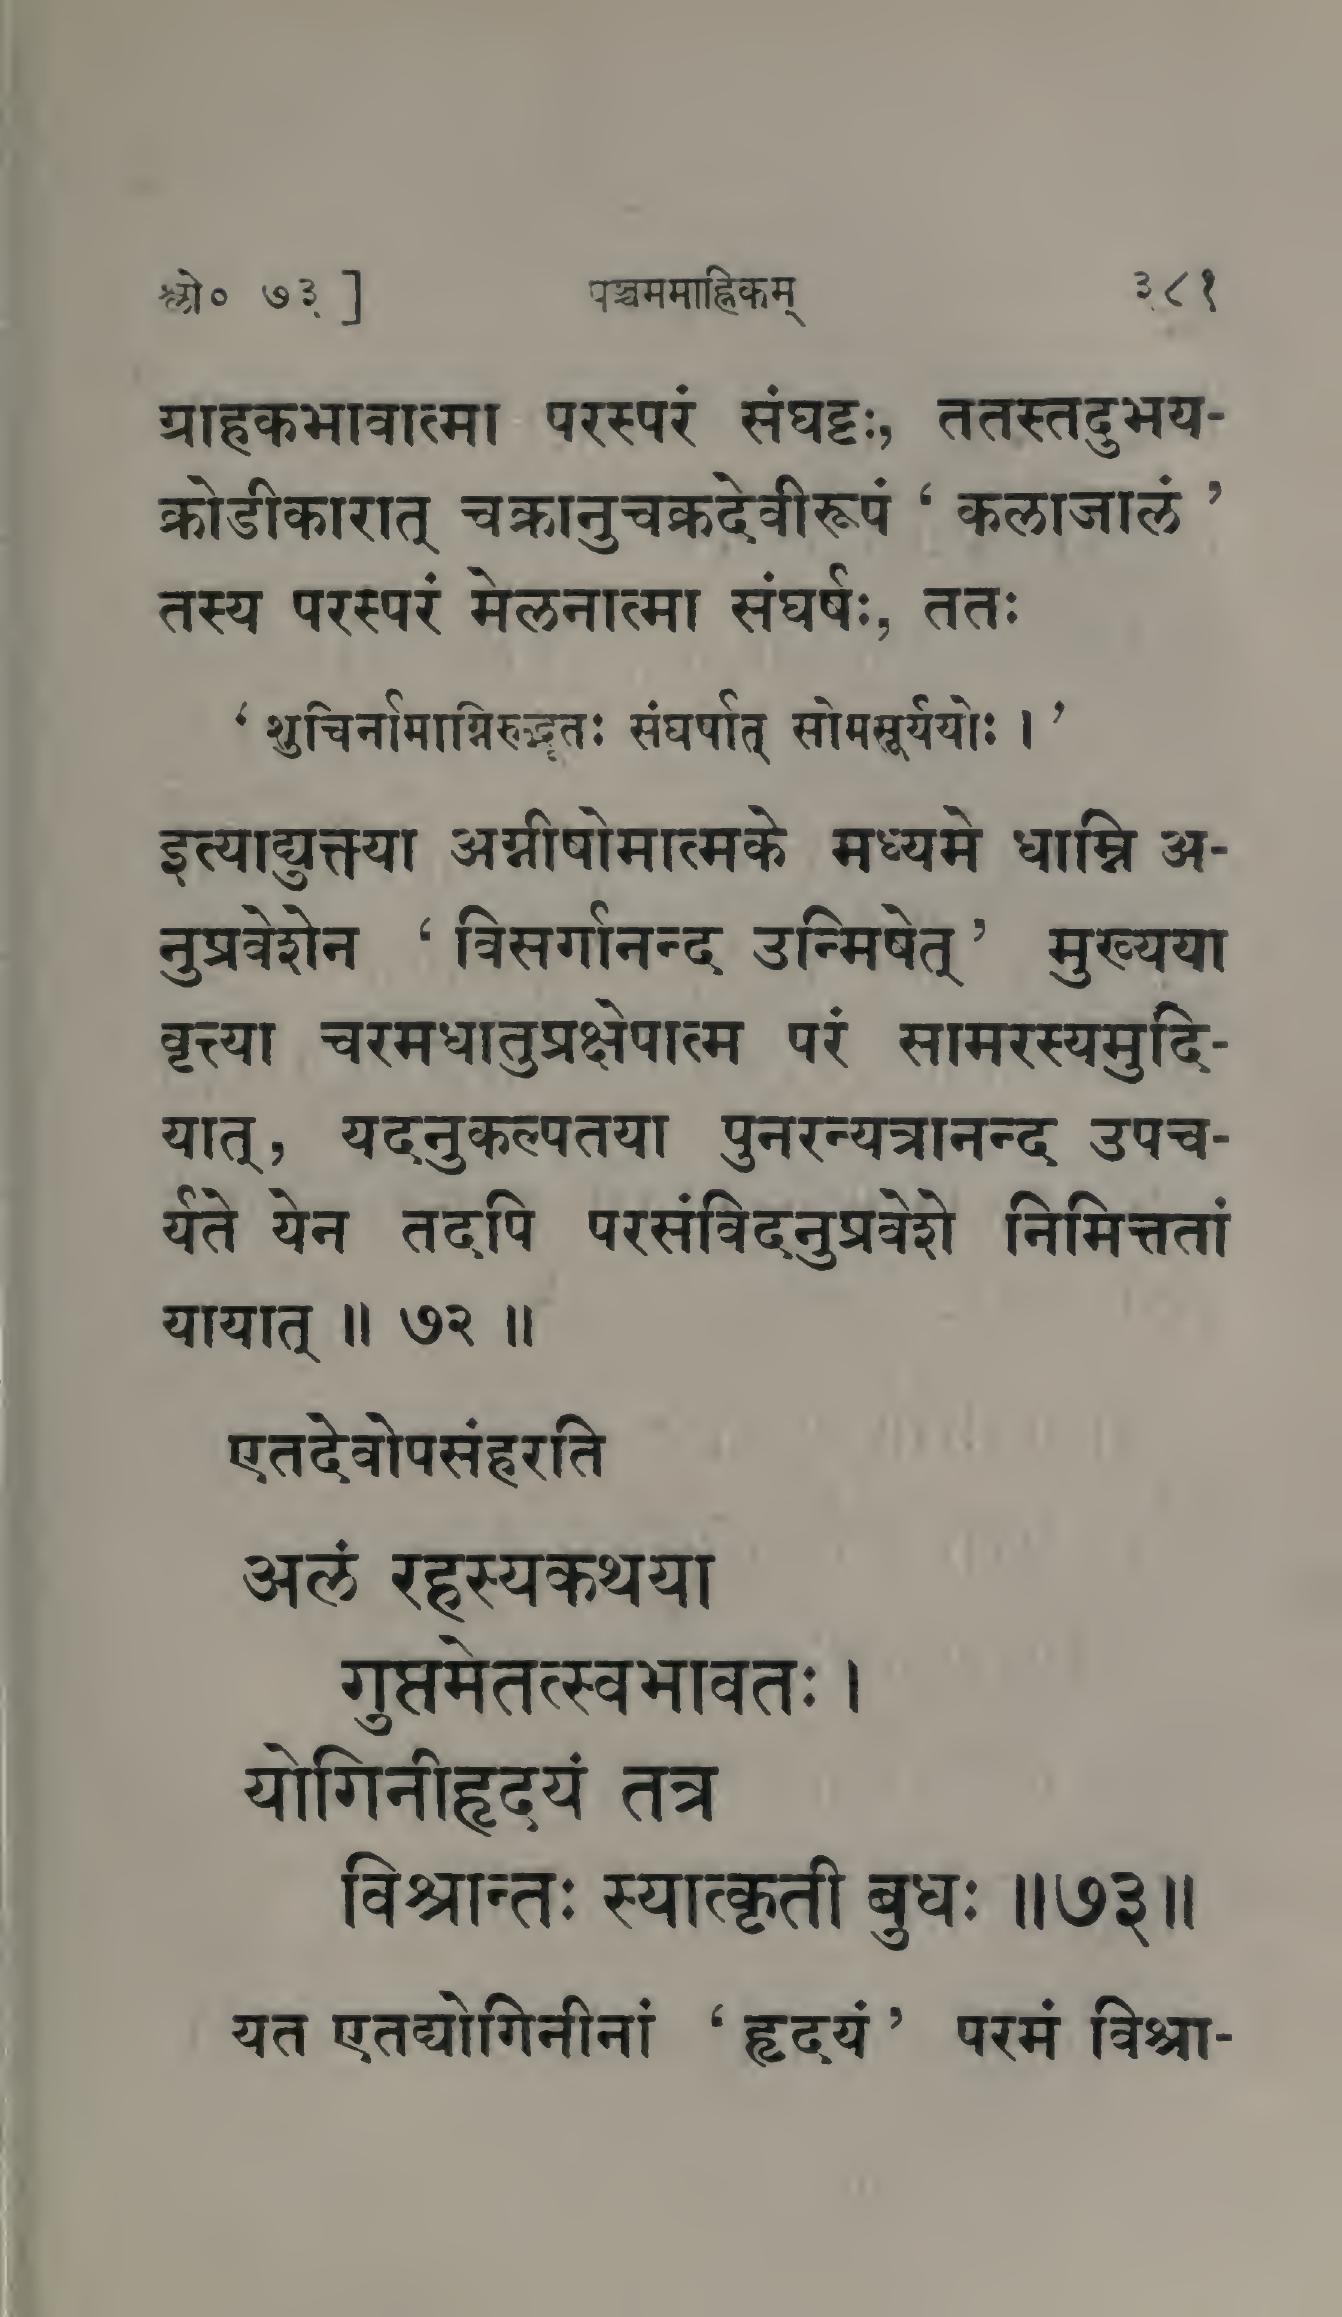 श्लो० ७३ ] पञ्चममाह्निकम् ३८१
ग्राहकभावात्मा परस्परं संघट्टः, ततस्तदुभय-
क्रोडीकारात् चक्रानुचक्रदेवीरूपं ‘ कलाजालं ’
तस्य परस्परं मेलनात्मा संघर्षः, ततः
‘ शुचिर्नामाग्निरुद्भूतः संघर्षात् सोमसूर्ययोः । ’
इत्याद्युक्तया अग्नीषोमात्मके मध्यमे धाम्नि अ-
नुप्रवेशेन ‘ विसर्गानन्द उन्मिषेत् ’ मुख्यया
वृत्त्या चरमधातुप्रक्षेपात्म परं सामरस्यमुदि-
यात्, यदनुकल्पतया पुनरन्यत्रानन्द उपच-
र्यते येन तदपि परसंविदनुप्रवेशे निमित्ततां
यायात् ॥ ७२ ॥
एतदेवोपसंहरति
अलं रहस्यकथया
गुप्तमेतत्स्वभावतः ।
योगिनीहृदयं तत्र
विश्रान्तः स्यात्कृती बुधः ॥७३॥
यत एतद्योगिनीनां ‘ हृदयं ’ परमं विश्रा-